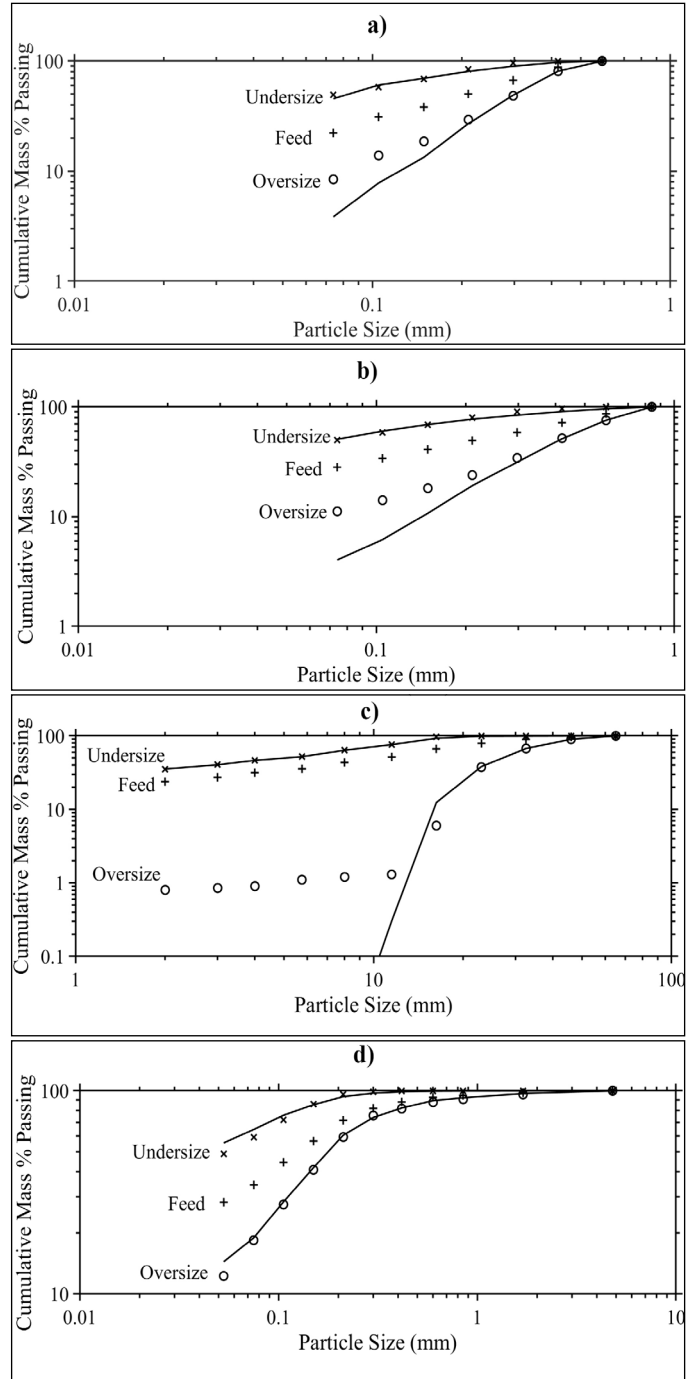 a)
Cumulative Mass % Passing
100
10
1
Undersize
Feed
Oversize
0.01
0.1
1
Particle Size (mm)
b)
Cumulative Mass % Passing
100
10
1
Undersize
Feed
Oversize
0.01
0.1
1
Particle Size (mm)
c)
Cumulative Mass % Passing
100
10
1
0.1
Undersize
Feed
Oversize
1
10
100
Particle Size (mm)
d)
Cumulative Mass % Passing
100
10
Undersize
Feed
Oversize
0.01
0.1
1
10
Particle Size (mm)